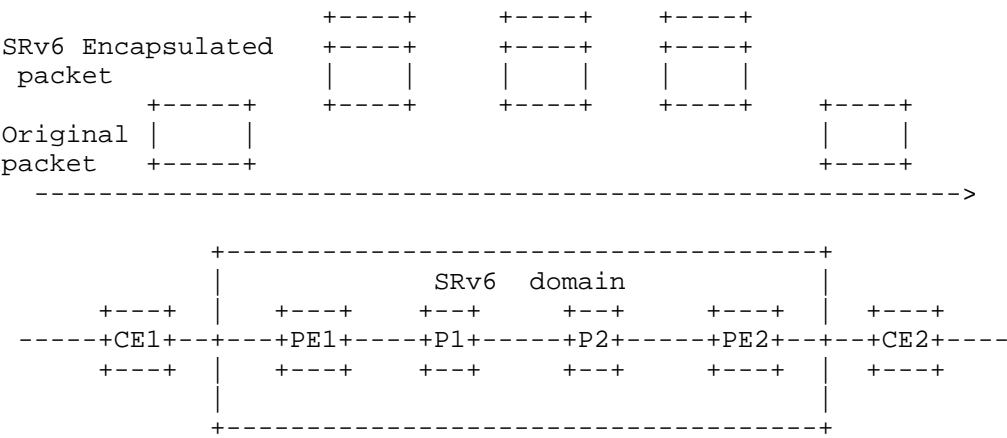 SRv6 Encapsulated
packet
Original
packet
SRv6 domain
CE1 PE1 P1 P2 PE2 CE2